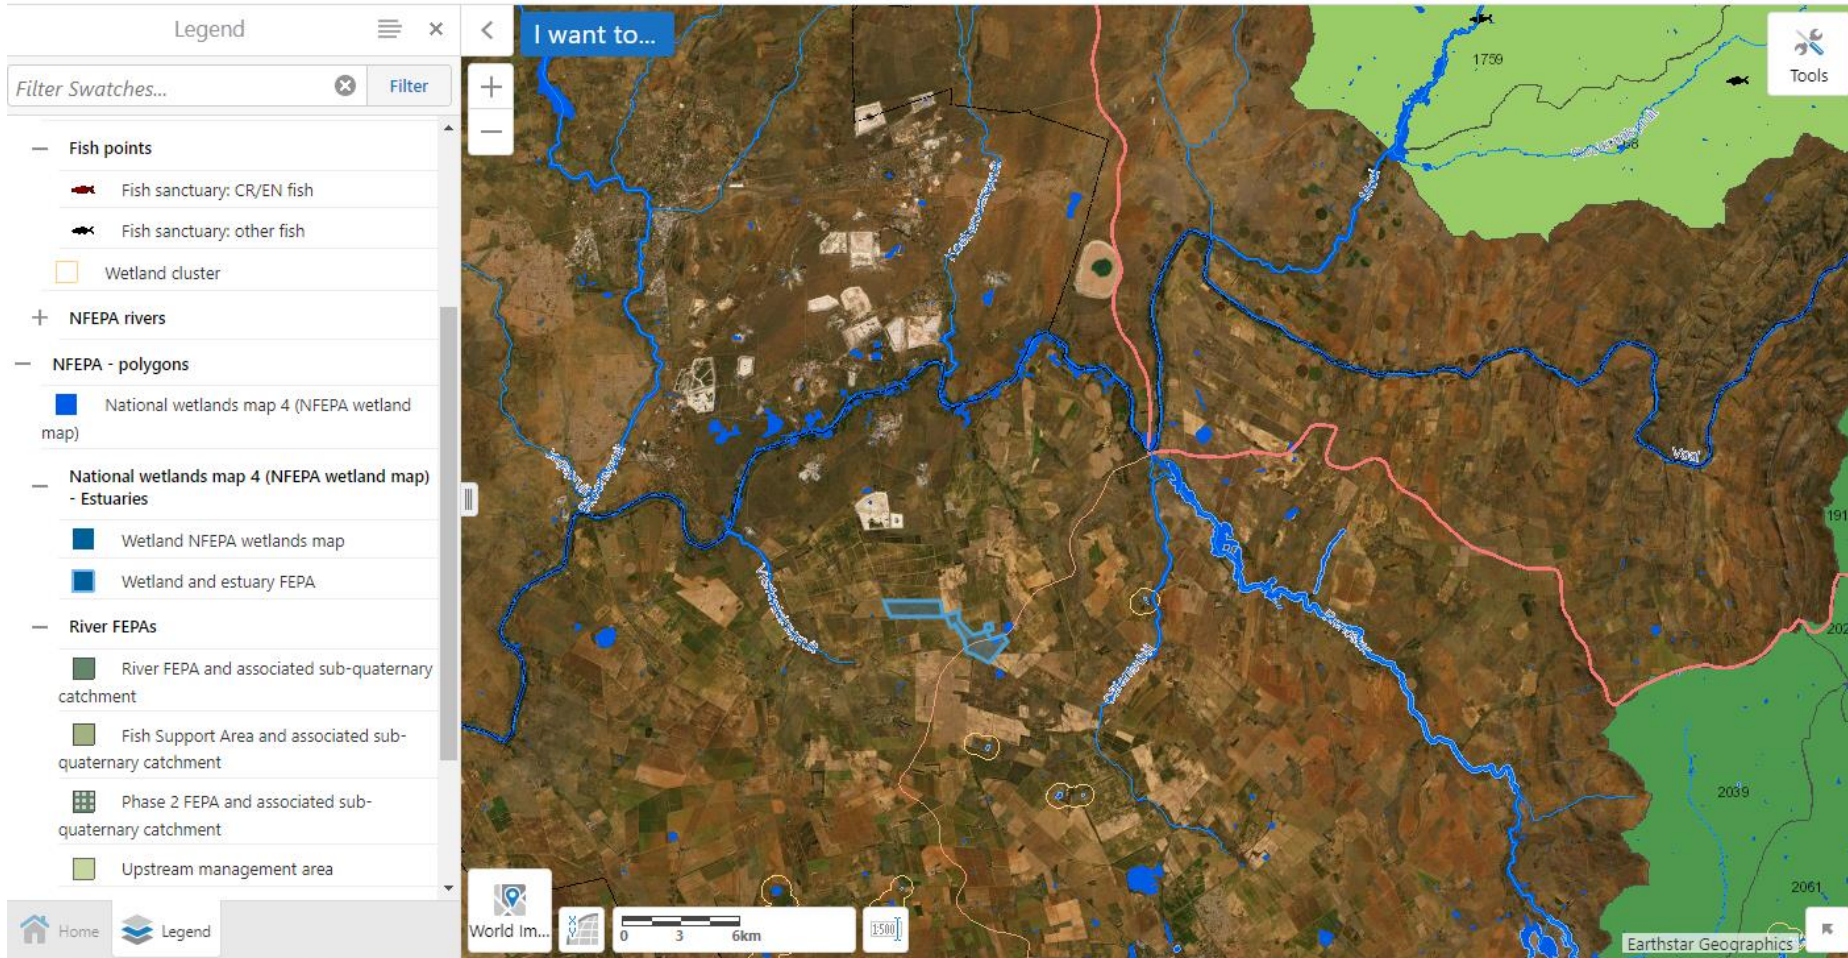 Legend
Filter Swatches...
Filter
Fish points
Fish sanctuary: CR/EN fish
Fish sanctuary: other fish
Wetland cluster
NFEPA rivers
NFEPA - polygons
National wetlands map 4 (NFEPA wetland
map)
National wetlands map 4 (NFEPA wetland map)
- Estuaries
Wetland NFEPA wetlands map
Wetland and estuary FEPA
River FEPAs
River FEPA and associated sub-quaternary
catchment
Fish Support Area and associated sub-
quaternary catchment
Phase 2 FEPA and associated sub-
quaternary catchment
Upstream management area
Home
Legend
I want to...
Tools
1759
Vaal
191
202
2039
2061
World Im...
0 3 6km
1:500
Earthstar Geographics